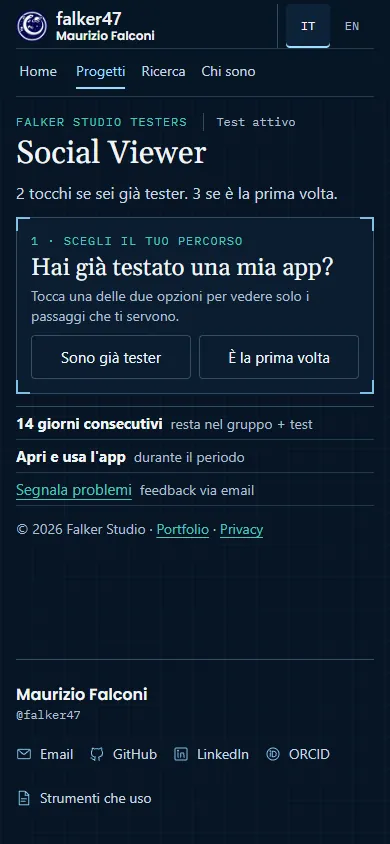 falker47
Maurizio Falconi
IT EN
Home Progetti Ricerca Chi sono
FALKER STUDIO TESTERS Test attivo
Social Viewer
2 tocchi se sei già tester. 3 se è la prima volta.
1 · SCEGLI IL TUO PERCORSO
Hai già testato una mia app?
Tocca una delle due opzioni per vedere solo i
passaggi che ti servono.
Sono già tester È la prima volta
14 giorni consecutivi resta nel gruppo + test
Apri e usa l'app durante il periodo
Segnala problemi feedback via email
© 2026 Falker Studio · Portfolio · Privacy
Maurizio Falconi
@falker47
Email GitHub LinkedIn ORCID
Strumenti che uso